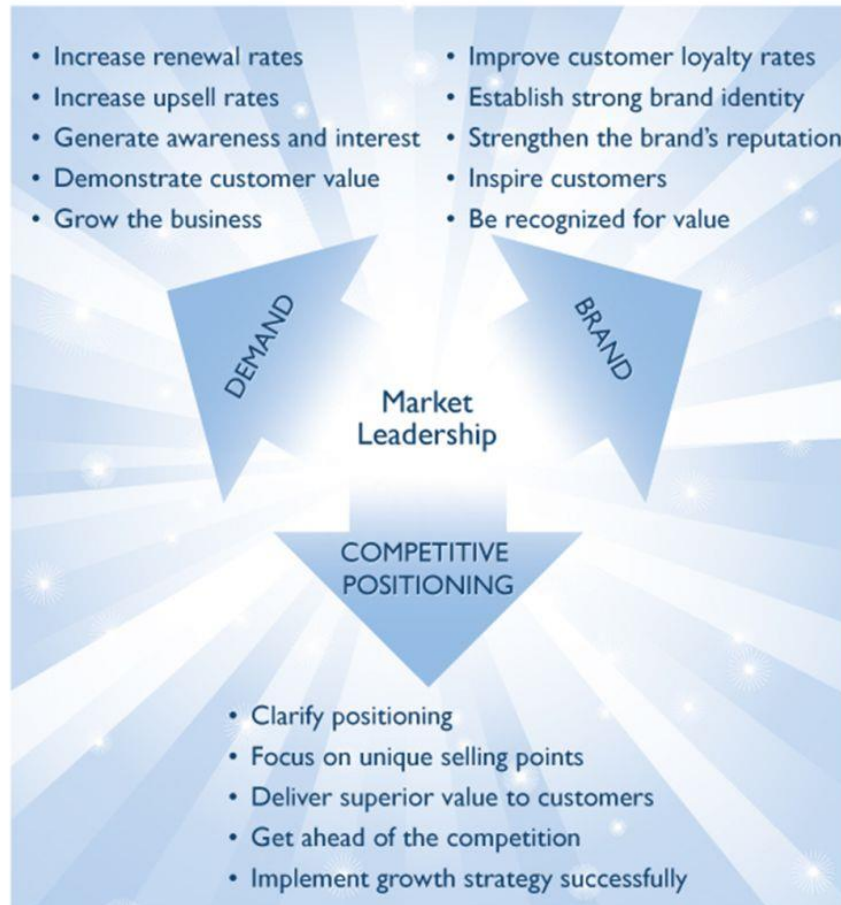 • Increase renewal rates
• Increase upsell rates
• Generate awareness and interest
• Demonstrate customer value
• Grow the business
• Improve customer loyalty rates
• Establish strong brand identity
• Strengthen the brand's reputation
• Inspire customers
• Be recognized for value
DEMAND
BRAND
Market
Leadership
COMPETITIVE
POSITIONING
• Clarify positioning
• Focus on unique selling points
• Deliver superior value to customers
• Get ahead of the competition
• Implement growth strategy successfully